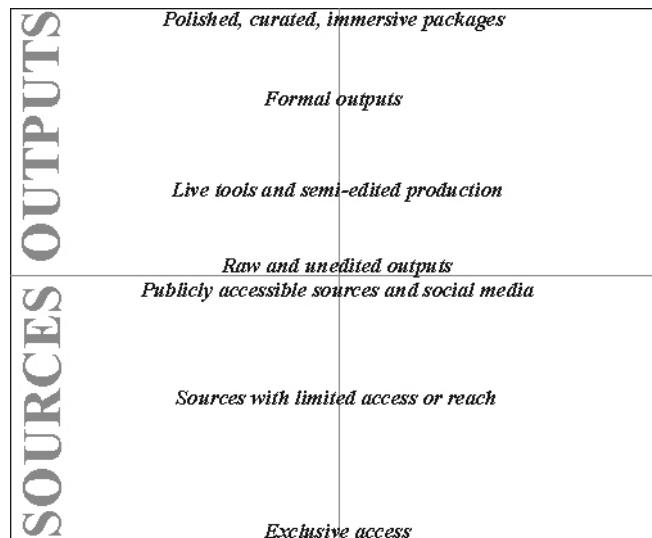 OUTPUTS
Polished, curated, immersive packages
Formal outputs
Live tools and semi-edited production
Raw and unedited outputs
SOURCES
Publicly accessible sources and social media
Sources with limited access or reach
Exclusive access